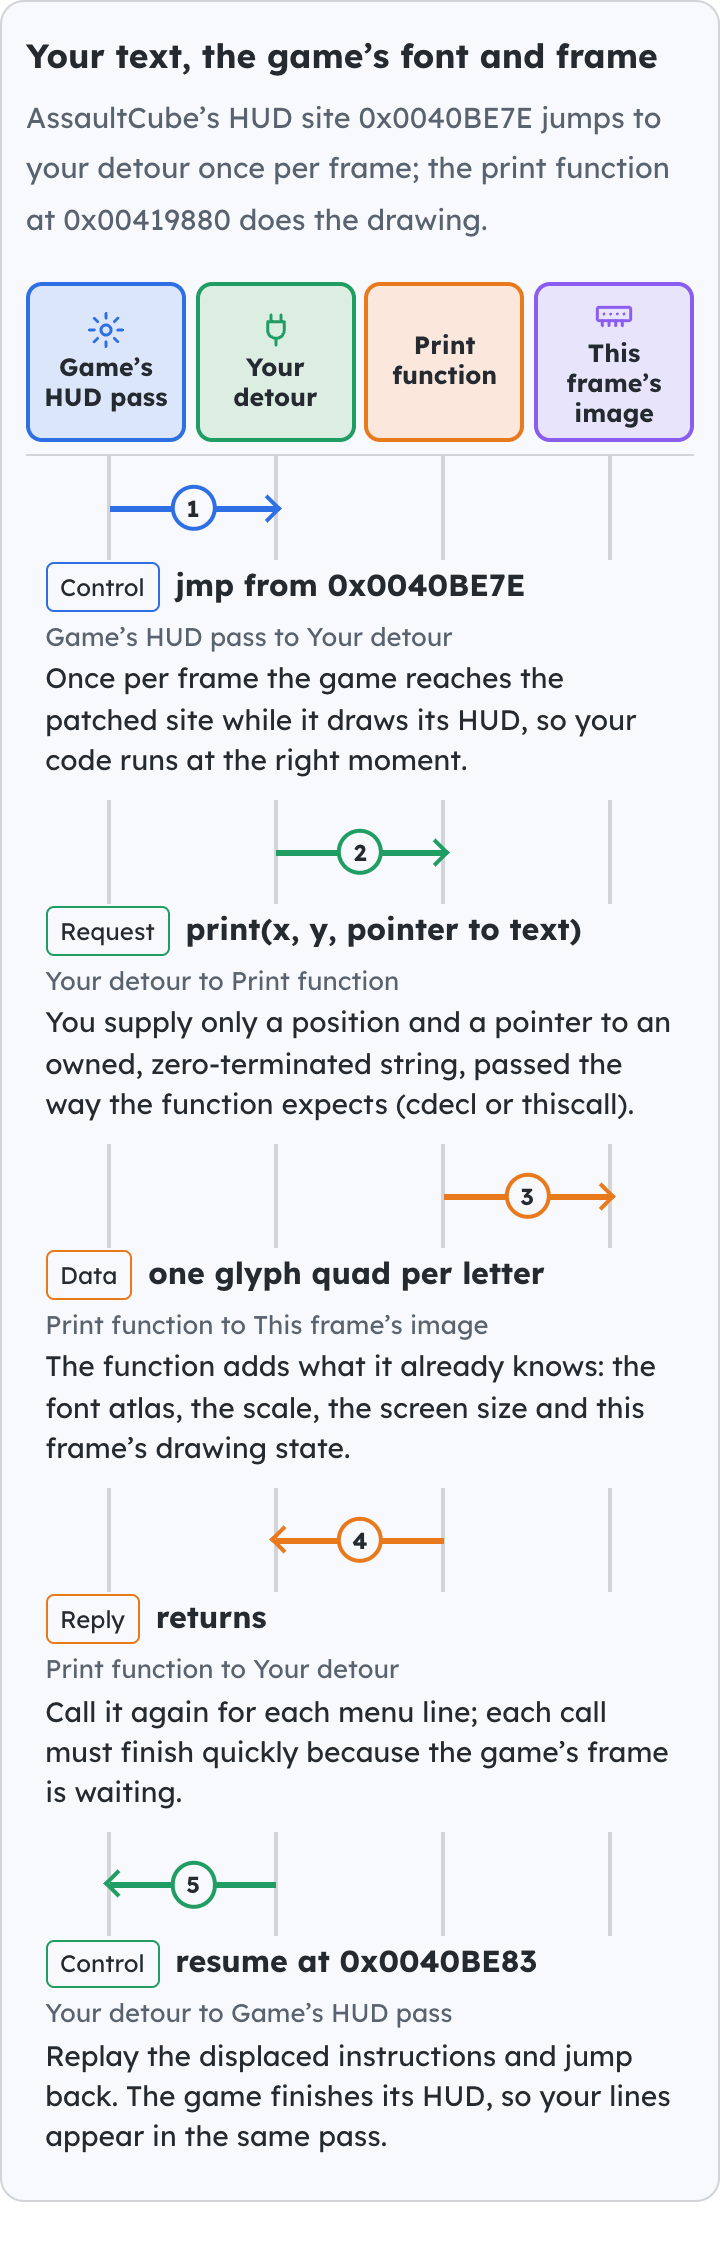 Your text, the game’s font and frame
AssaultCube’s HUD site 0x0040BE7E jumps to
your detour once per frame; the print function
at 0x00419880 does the drawing.
Game’s
HUD pass
Your
detour
Print
function
This
frame’s
image
1
Control jmp from 0x0040BE7E
Game’s HUD pass to Your detour
Once per frame the game reaches the
patched site while it draws its HUD, so your
code runs at the right moment.
2
Request print(x, y, pointer to text)
Your detour to Print function
You supply only a position and a pointer to an
owned, zero-terminated string, passed the
way the function expects (cdecl or thiscall).
3
Data one glyph quad per letter
Print function to This frame’s image
The function adds what it already knows: the
font atlas, the scale, the screen size and this
frame’s drawing state.
4
Reply returns
Print function to Your detour
Call it again for each menu line; each call
must finish quickly because the game’s frame
is waiting.
5
Control resume at 0x0040BE83
Your detour to Game’s HUD pass
Replay the displaced instructions and jump
back. The game finishes its HUD, so your lines
appear in the same pass.